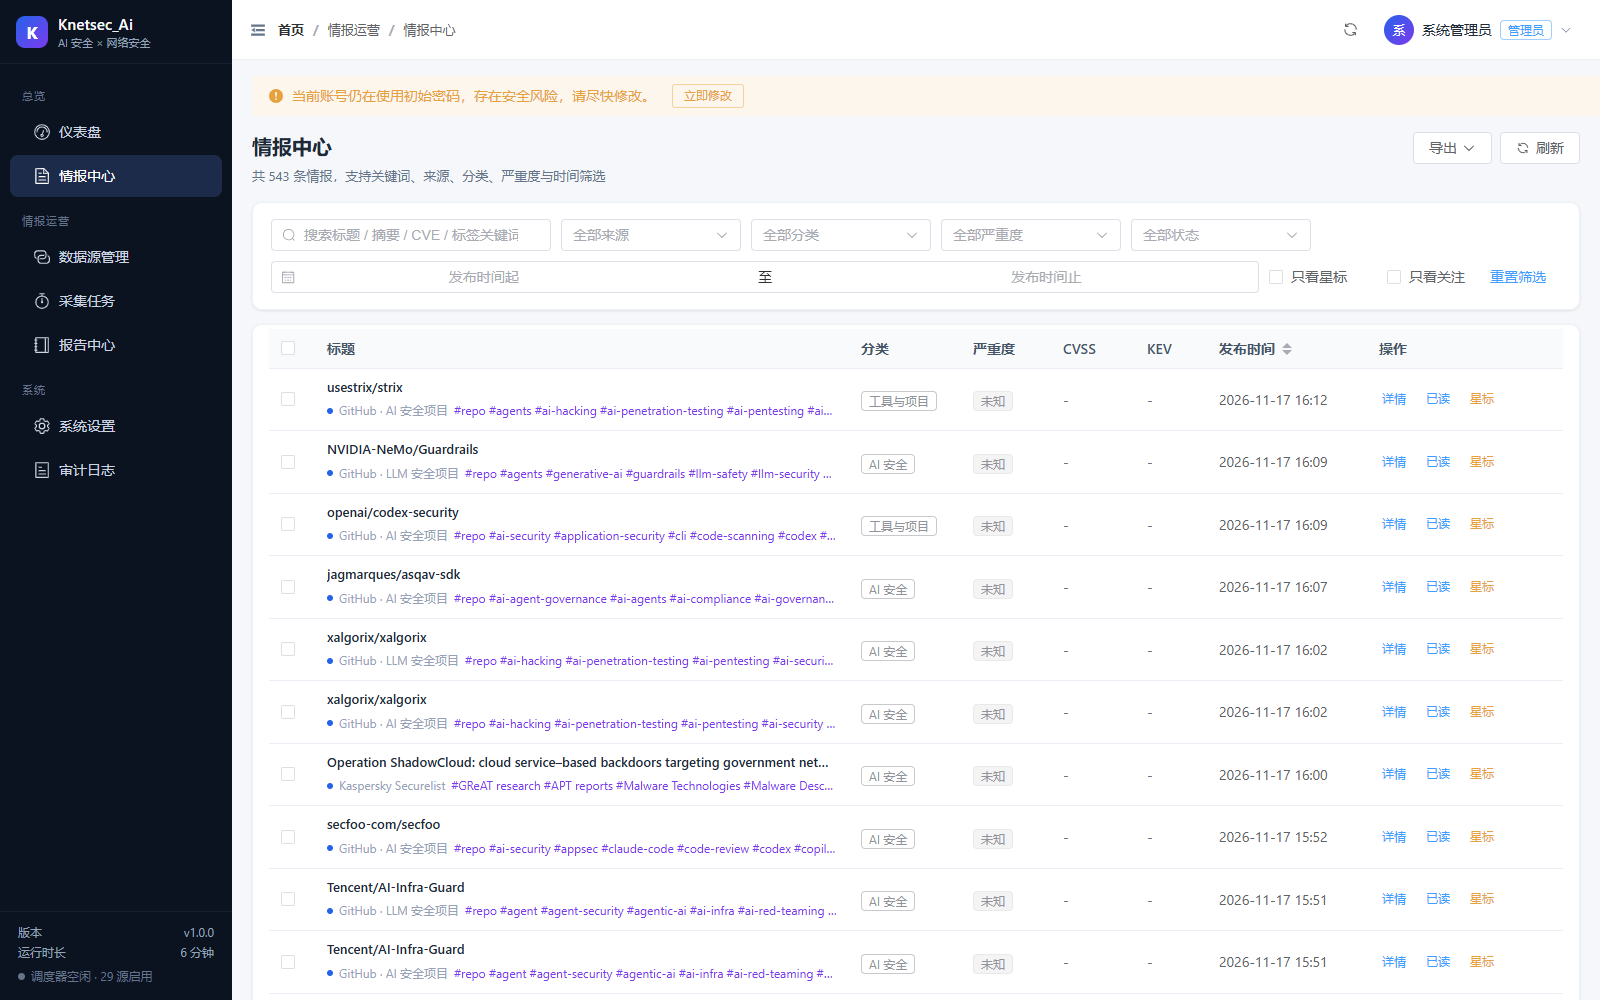 K
Knetsec_Ai
AI 安全 × 网络安全
总览
仪表盘
情报中心
情报运营
数据源管理
采集任务
报告中心
系统
系统设置
审计日志
版本 v1.0.0
运行时长 6 分钟
调度器空闲 · 29 源启用
首页 / 情报运营 / 情报中心
系 系统管理员 管理员
当前账号仍在使用初始密码，存在安全风险，请尽快修改。 立即修改
情报中心
共 543 条情报，支持关键词、来源、分类、严重度与时间筛选
导出 刷新
搜索标题 / 摘要 / CVE / 标签关键词 全部来源 全部分类 全部严重度 全部状态
发布时间起 至 发布时间止 只看星标 只看关注 重置筛选
标题 分类 严重度 CVSS KEV 发布时间 操作
usestrix/strix
GitHub · AI 安全项目 #repo #agents #ai-hacking #ai-penetration-testing #ai-pentesting #ai...
工具与项目 未知 - - 2026-11-17 16:12 详情 已读 星标
NVIDIA-NeMo/Guardrails
GitHub · LLM 安全项目 #repo #agents #generative-ai #guardrails #llm-safety #llm-security ...
AI 安全 未知 - - 2026-11-17 16:09 详情 已读 星标
openai/codex-security
GitHub · AI 安全项目 #repo #ai-security #application-security #cli #code-scanning #codex #...
工具与项目 未知 - - 2026-11-17 16:09 详情 已读 星标
jagmarques/asqav-sdk
GitHub · AI 安全项目 #repo #ai-agent-governance #ai-agents #ai-compliance #ai-governan...
AI 安全 未知 - - 2026-11-17 16:07 详情 已读 星标
xalgorix/xalgorix
GitHub · LLM 安全项目 #repo #ai-hacking #ai-penetration-testing #ai-pentesting #ai-securi...
AI 安全 未知 - - 2026-11-17 16:02 详情 已读 星标
xalgorix/xalgorix
GitHub · AI 安全项目 #repo #ai-hacking #ai-penetration-testing #ai-pentesting #ai-security ...
AI 安全 未知 - - 2026-11-17 16:02 详情 已读 星标
Operation ShadowCloud: cloud service–based backdoors targeting government net...
Kaspersky Securelist #GReAT research #APT reports #Malware Technologies #Malware Desc...
AI 安全 未知 - - 2026-11-17 16:00 详情 已读 星标
secfoo-com/secfoo
GitHub · AI 安全项目 #repo #ai-security #appsec #claude-code #code-review #codex #copil...
AI 安全 未知 - - 2026-11-17 15:52 详情 已读 星标
Tencent/AI-Infra-Guard
GitHub · LLM 安全项目 #repo #agent #agent-security #agentic-ai #ai-infra #ai-red-teaming ...
AI 安全 未知 - - 2026-11-17 15:51 详情 已读 星标
Tencent/AI-Infra-Guard
GitHub · AI 安全项目 #repo #agent #agent-security #agentic-ai #ai-infra #ai-red-teaming #...
AI 安全 未知 - - 2026-11-17 15:51 详情 已读 星标